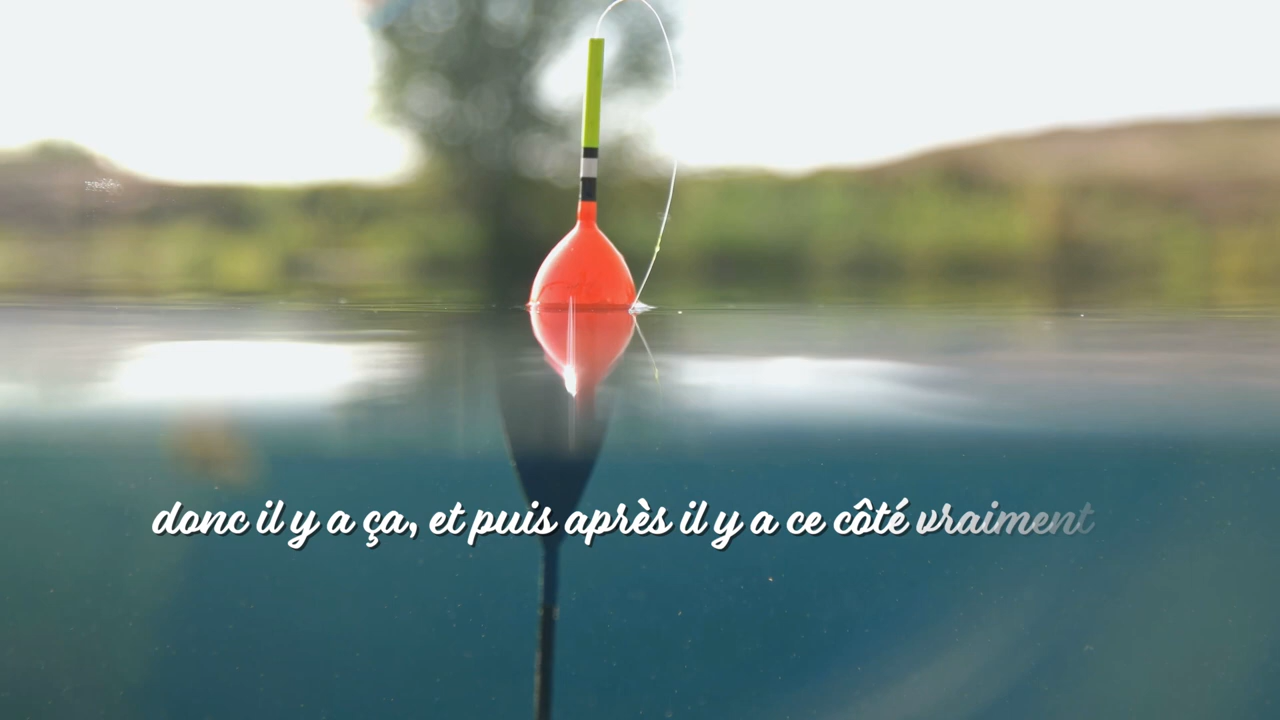 donc il y a ça, et puis après il y a ce côté vraiment